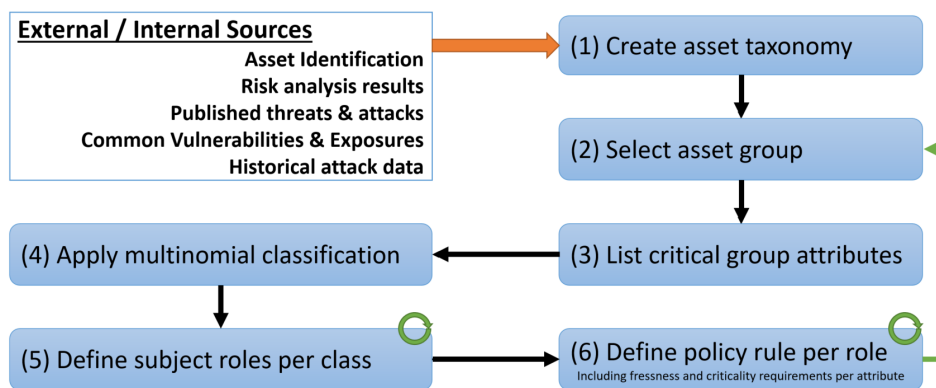 External / Internal Sources
Asset Identification
Risk analysis results
Published threats & attacks
Common Vulnerabilities & Exposures
Historical attack data
(1) Create asset taxonomy
(2) Select asset group
(3) List critical group attributes
(4) Apply multinomial classification
(5) Define subject roles per class
(6) Define policy rule per role
Including fressness and criticality requirements per attribute